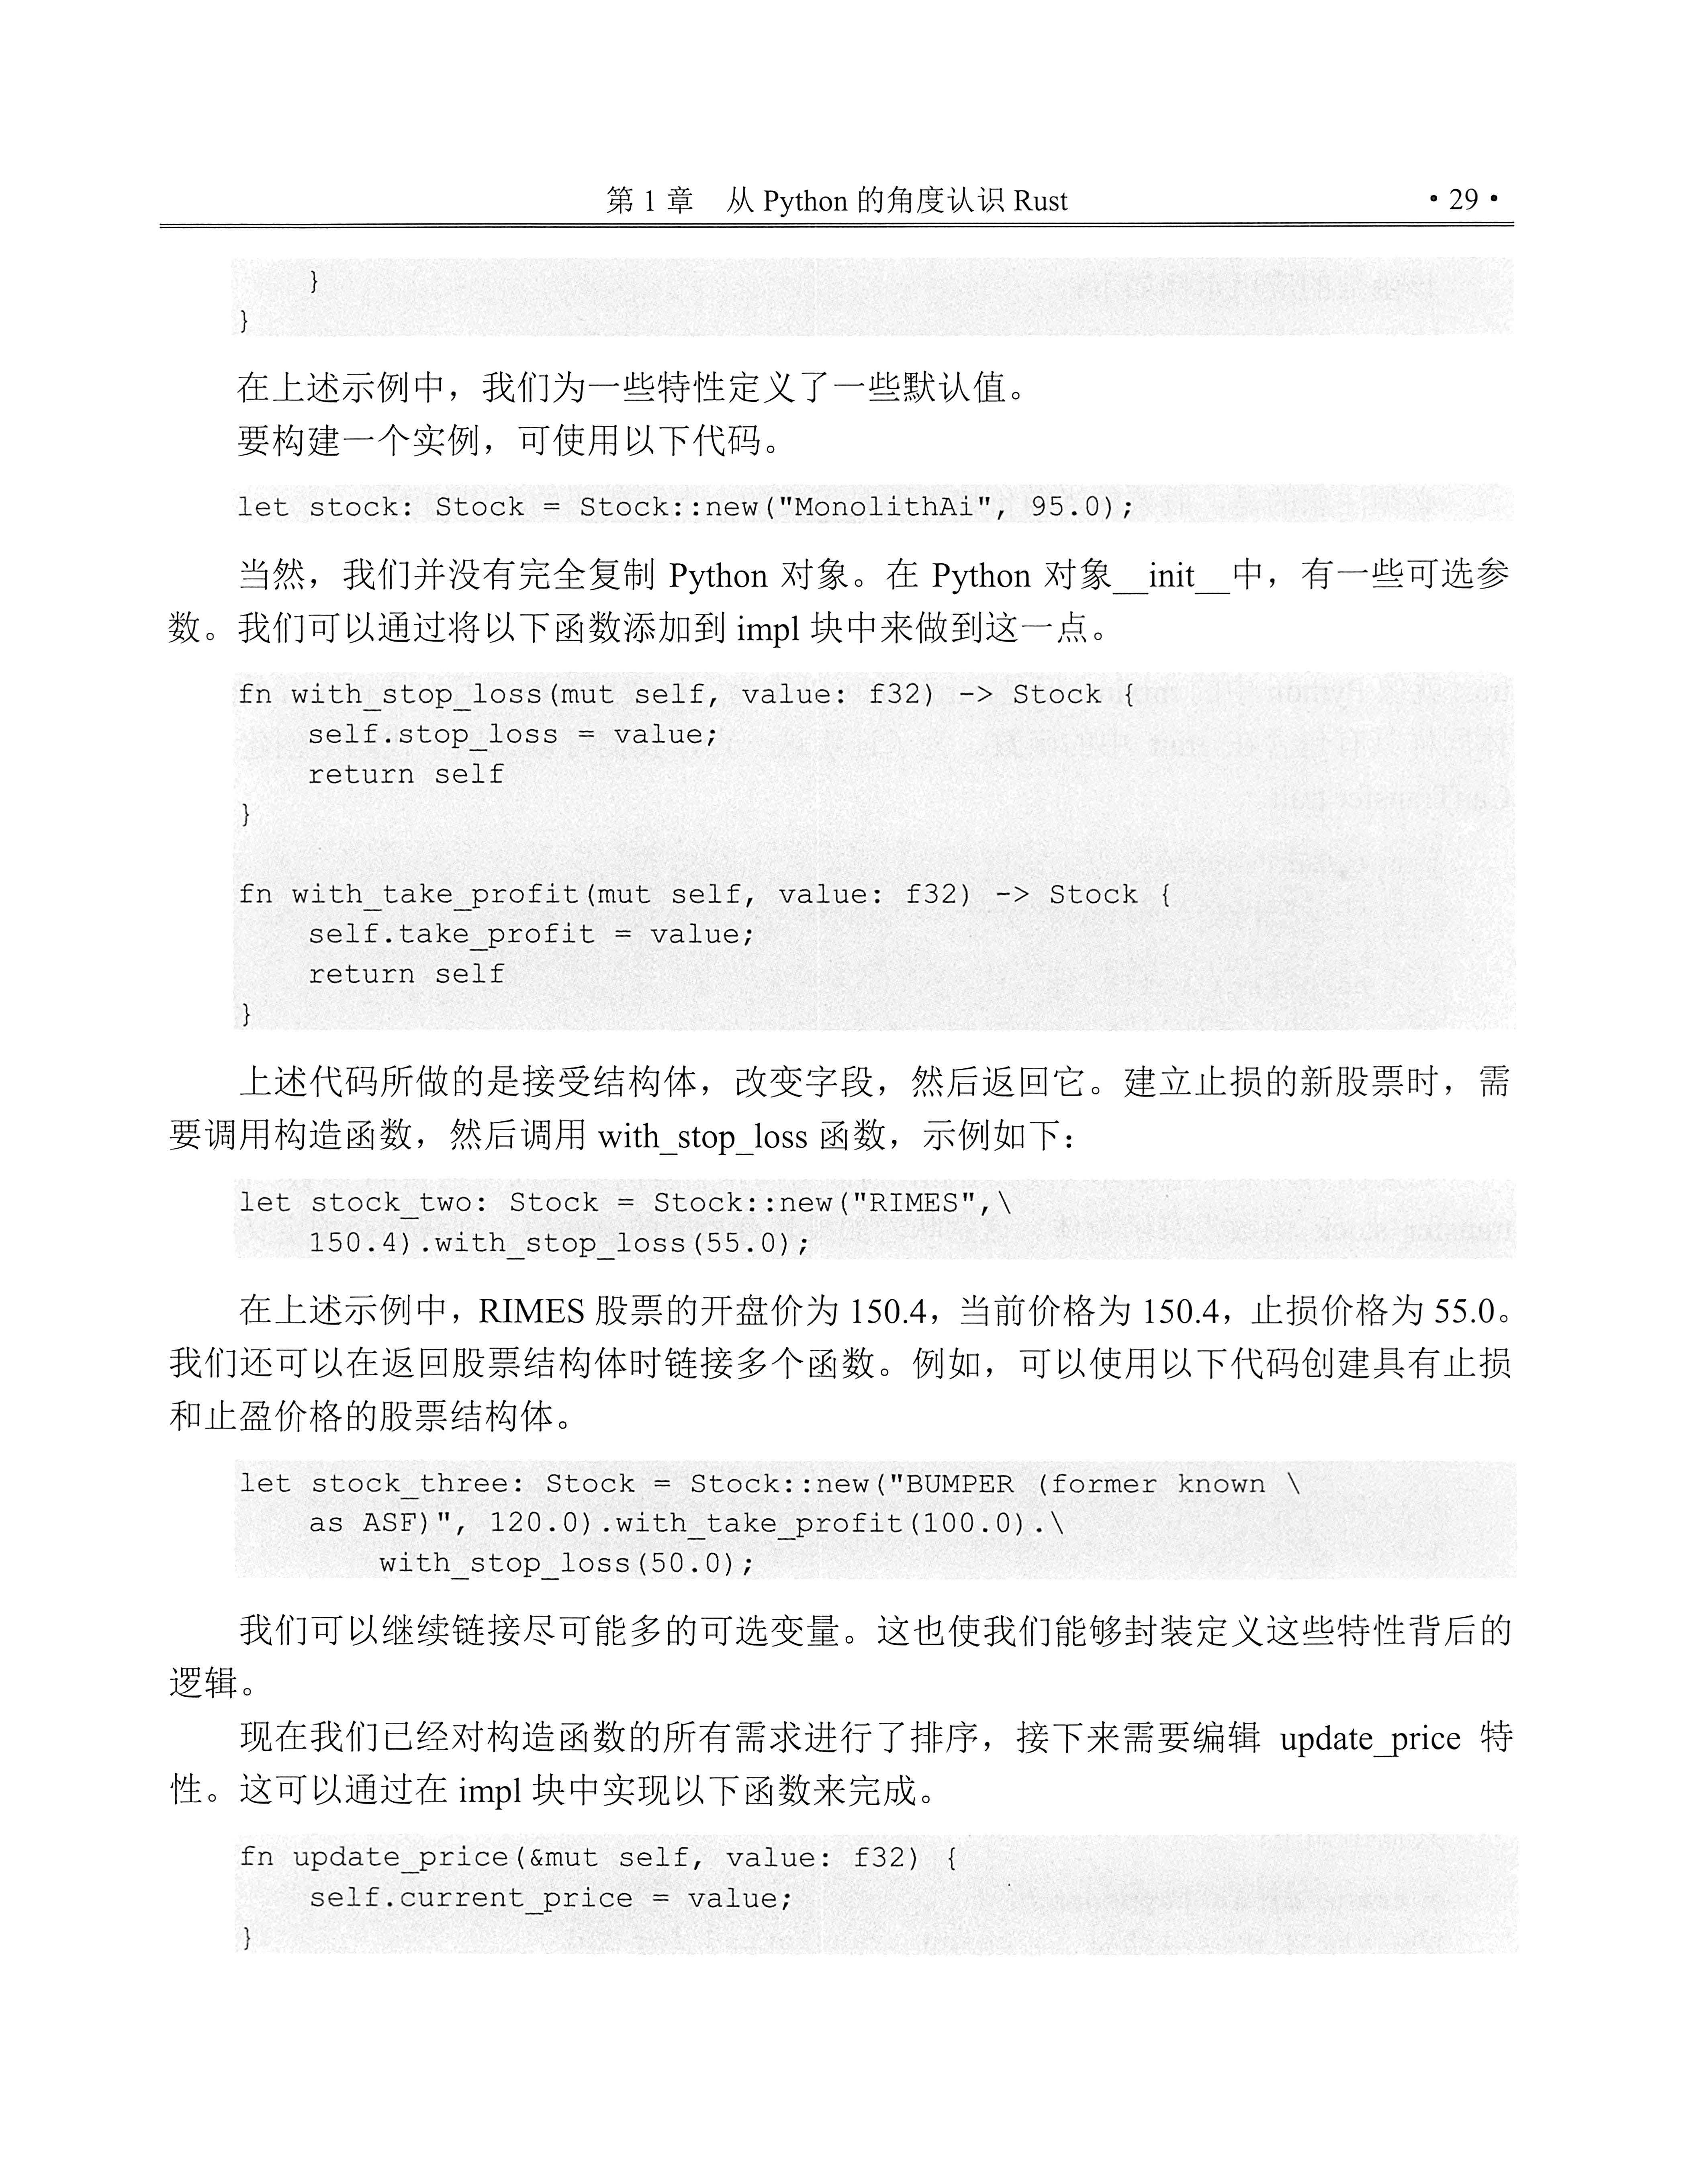 第 1 章 从 Python 的角度认识 Rust • 29 •
    }
}
在上述示例中，我们为一些特性定义了一些默认值。
要构建一个实例，可使用以下代码。
let stock: Stock = Stock::new("MonolithAi", 95.0);
当然，我们并没有完全复制 Python 对象。在 Python 对象__init__中，有一些可选参
数。我们可以通过将以下函数添加到 impl 块中来做到这一点。
fn with_stop_loss(mut self, value: f32) -> Stock {
    self.stop_loss = value;
    return self
}
fn with_take_profit(mut self, value: f32) -> Stock {
    self.take_profit = value;
    return self
}
上述代码所做的是接受结构体，改变字段，然后返回它。建立止损的新股票时，需
要调用构造函数，然后调用 with_stop_loss 函数，示例如下：
let stock_two: Stock = Stock::new("RIMES",\
    150.4).with_stop_loss(55.0);
在上述示例中，RIMES 股票的开盘价为 150.4，当前价格为 150.4，止损价格为 55.0。
我们还可以在返回股票结构体时链接多个函数。例如，可以使用以下代码创建具有止损
和止盈价格的股票结构体。
let stock_three: Stock = Stock::new("BUMPER (former known \
    as ASF)", 120.0).with_take_profit(100.0).\
        with_stop_loss(50.0);
我们可以继续链接尽可能多的可选变量。这也使我们能够封装定义这些特性背后的
逻辑。
现在我们已经对构造函数的所有需求进行了排序，接下来需要编辑 update_price 特
性。这可以通过在 impl 块中实现以下函数来完成。
fn update_price(&mut self, value: f32) {
    self.current_price = value;
}